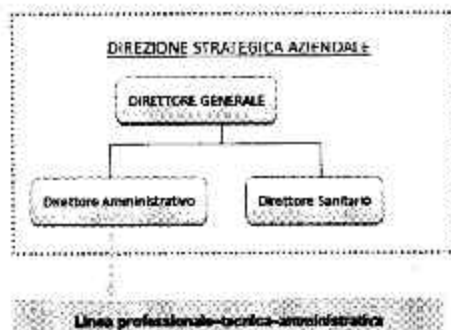 DIREZIONE STRATEGICA AZIENDALE
DIRETTORE GENERALE
Direttore Amministrativo
Direttore Sanitario
Linea professionale-tecnica-amministrativa